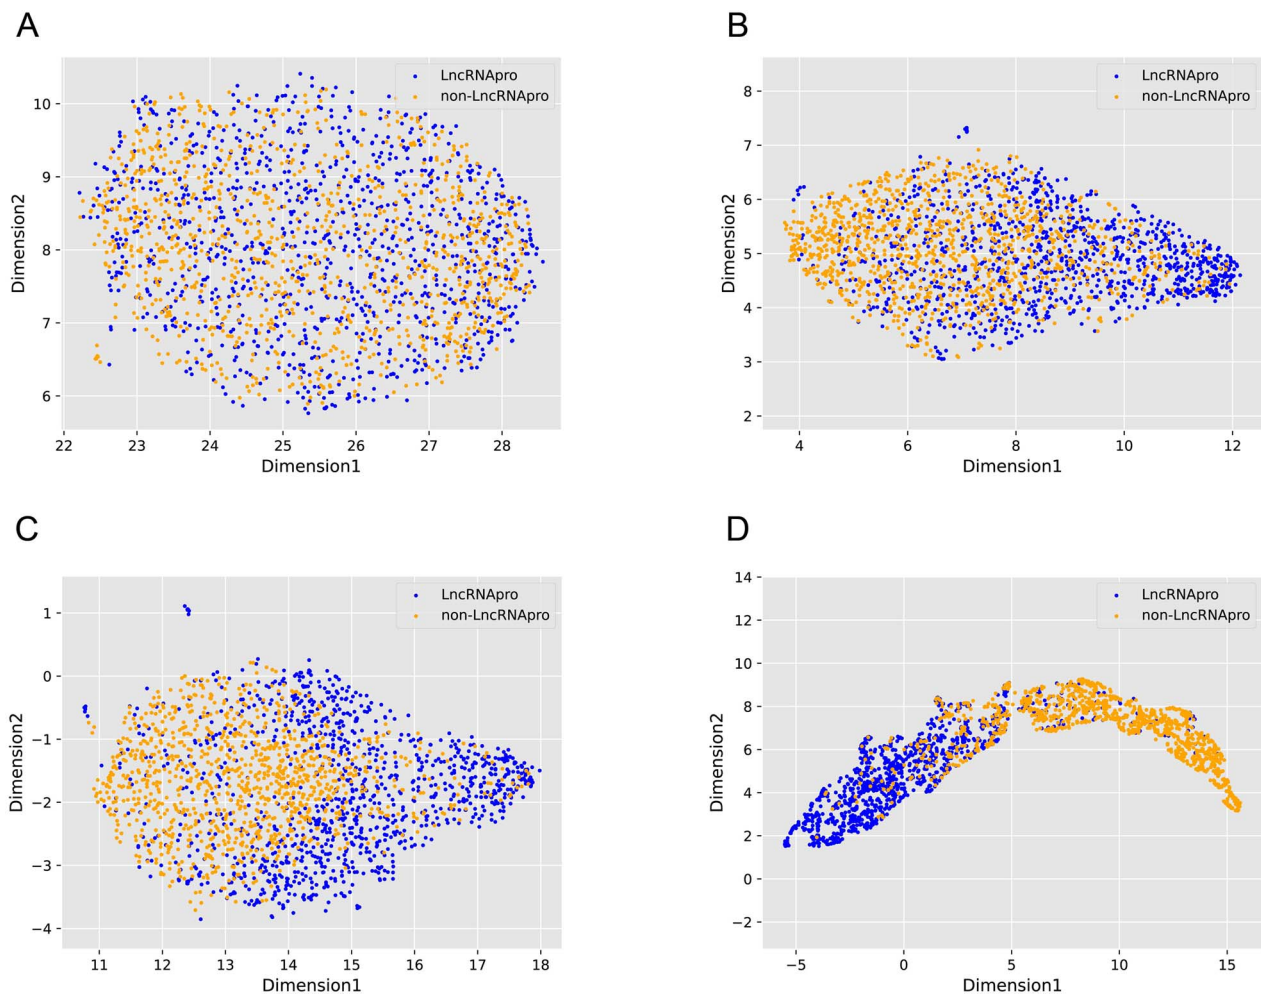 A
LncRNApro
non-LncRNApro
10
9
8
7
6
22 23 24 25 26 27 28
Dimension1
Dimension2
B
LncRNApro
non-LncRNApro
8
7
6
5
4
3
2
4 6 8 10 12
Dimension1
Dimension2
C
LncRNApro
non-LncRNApro
1
0
−1
−2
−3
−4
11 12 13 14 15 16 17 18
Dimension1
Dimension2
D
LncRNApro
non-LncRNApro
14
12
10
8
6
4
2
0
−2
−5 0 5 10 15
Dimension1
Dimension2